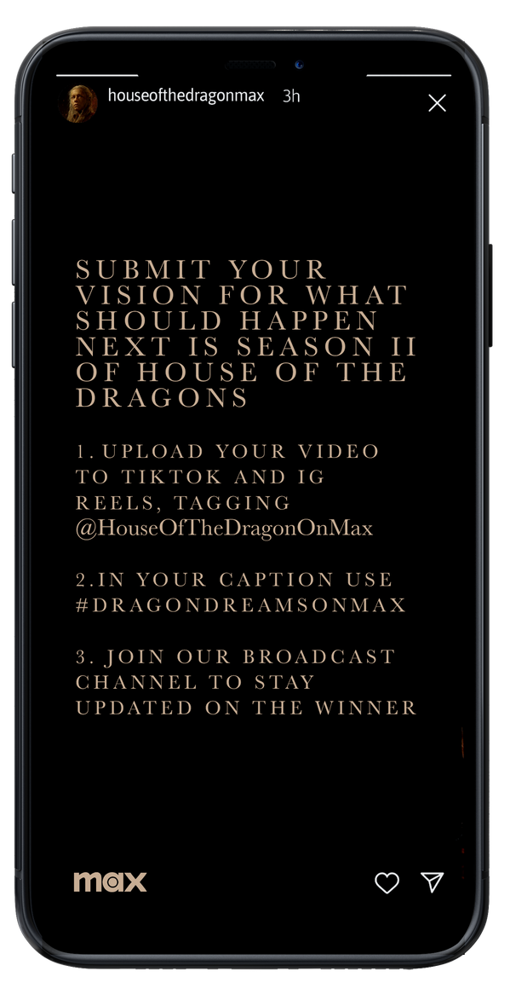 houseofthedragonmax 3h
SUBMIT YOUR
VISION FOR WHAT
SHOULD HAPPEN
NEXT IS SEASON II
OF HOUSE OF THE
DRAGONS
1. UPLOAD YOUR VIDEO
TO TIKTOK AND IG
REELS, TAGGING
@HouseOfTheDragonOnMax
2.IN YOUR CAPTION USE
#DRAGONDREAMSONMAX
3. JOIN OUR BROADCAST
CHANNEL TO STAY
UPDATED ON THE WINNER
max